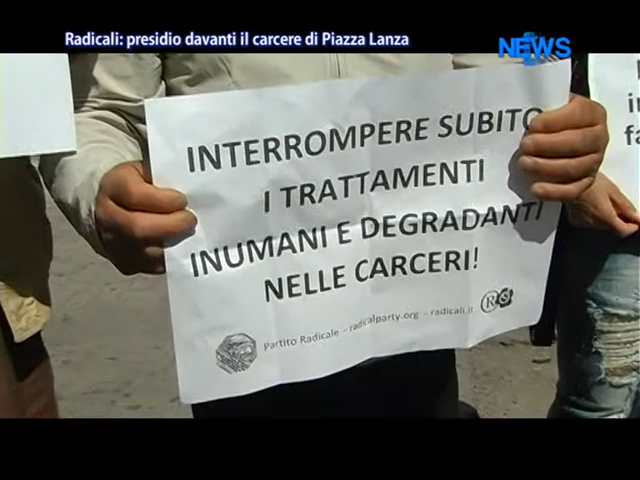 Radicali: presidio davanti il carcere di Piazza Lanza
NEWS
INTERROMPERE SUBITO
I TRATTAMENTI
INUMANI E DEGRADANTI
NELLE CARCERI!
Partito Radicale - radicalparty.org - radicali.it